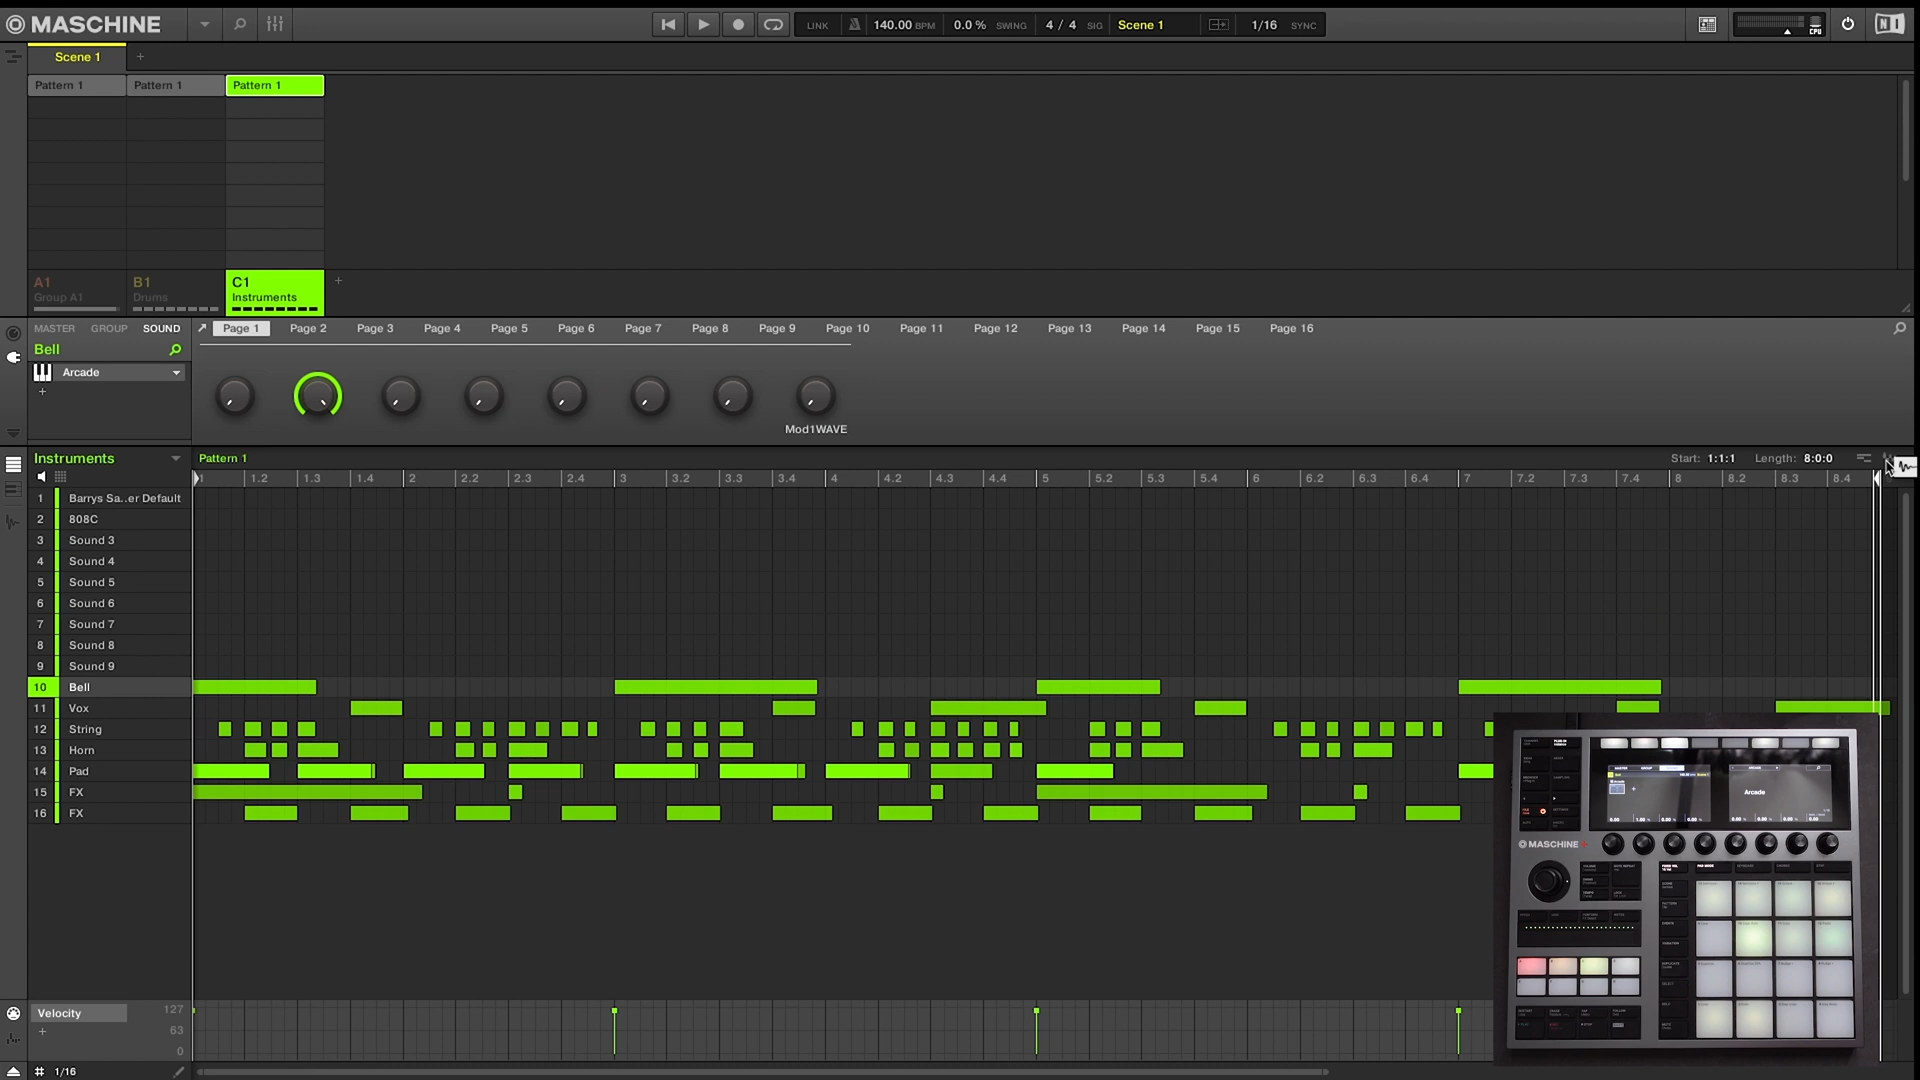 MASCHINE
LINK 140.00 BPM 0.0 % SWING 4 / 4 SIG Scene 1 1/16 SYNC
CPU
Scene 1 +
Pattern 1 Pattern 1 Pattern 1
A1 B1 C1 +
Group A1 Drums Instruments
MASTER GROUP SOUND Page 1 Page 2 Page 3 Page 4 Page 5 Page 6 Page 7 Page 8 Page 9 Page 10 Page 11 Page 12 Page 13 Page 14 Page 15 Page 16
Bell
Arcade
+
Mod1WAVE
Instruments Pattern 1 Start: 1:1:1 Length: 8:0:0
1 1.2 1.3 1.4 2 2.2 2.3 2.4 3 3.2 3.3 3.4 4 4.2 4.3 4.4 5 5.2 5.3 5.4 6 6.2 6.3 6.4 7 7.2 7.3 7.4 8 8.2 8.3 8.4
1 Barrys Sa..er Default
2 808C
3 Sound 3
4 Sound 4
5 Sound 5
6 Sound 6
7 Sound 7
8 Sound 8
9 Sound 9
10 Bell
11 Vox
12 String
13 Horn
14 Pad
15 FX
16 FX
Arcade
MASCHINE+
Velocity 127
+ 63
0
# 1/16